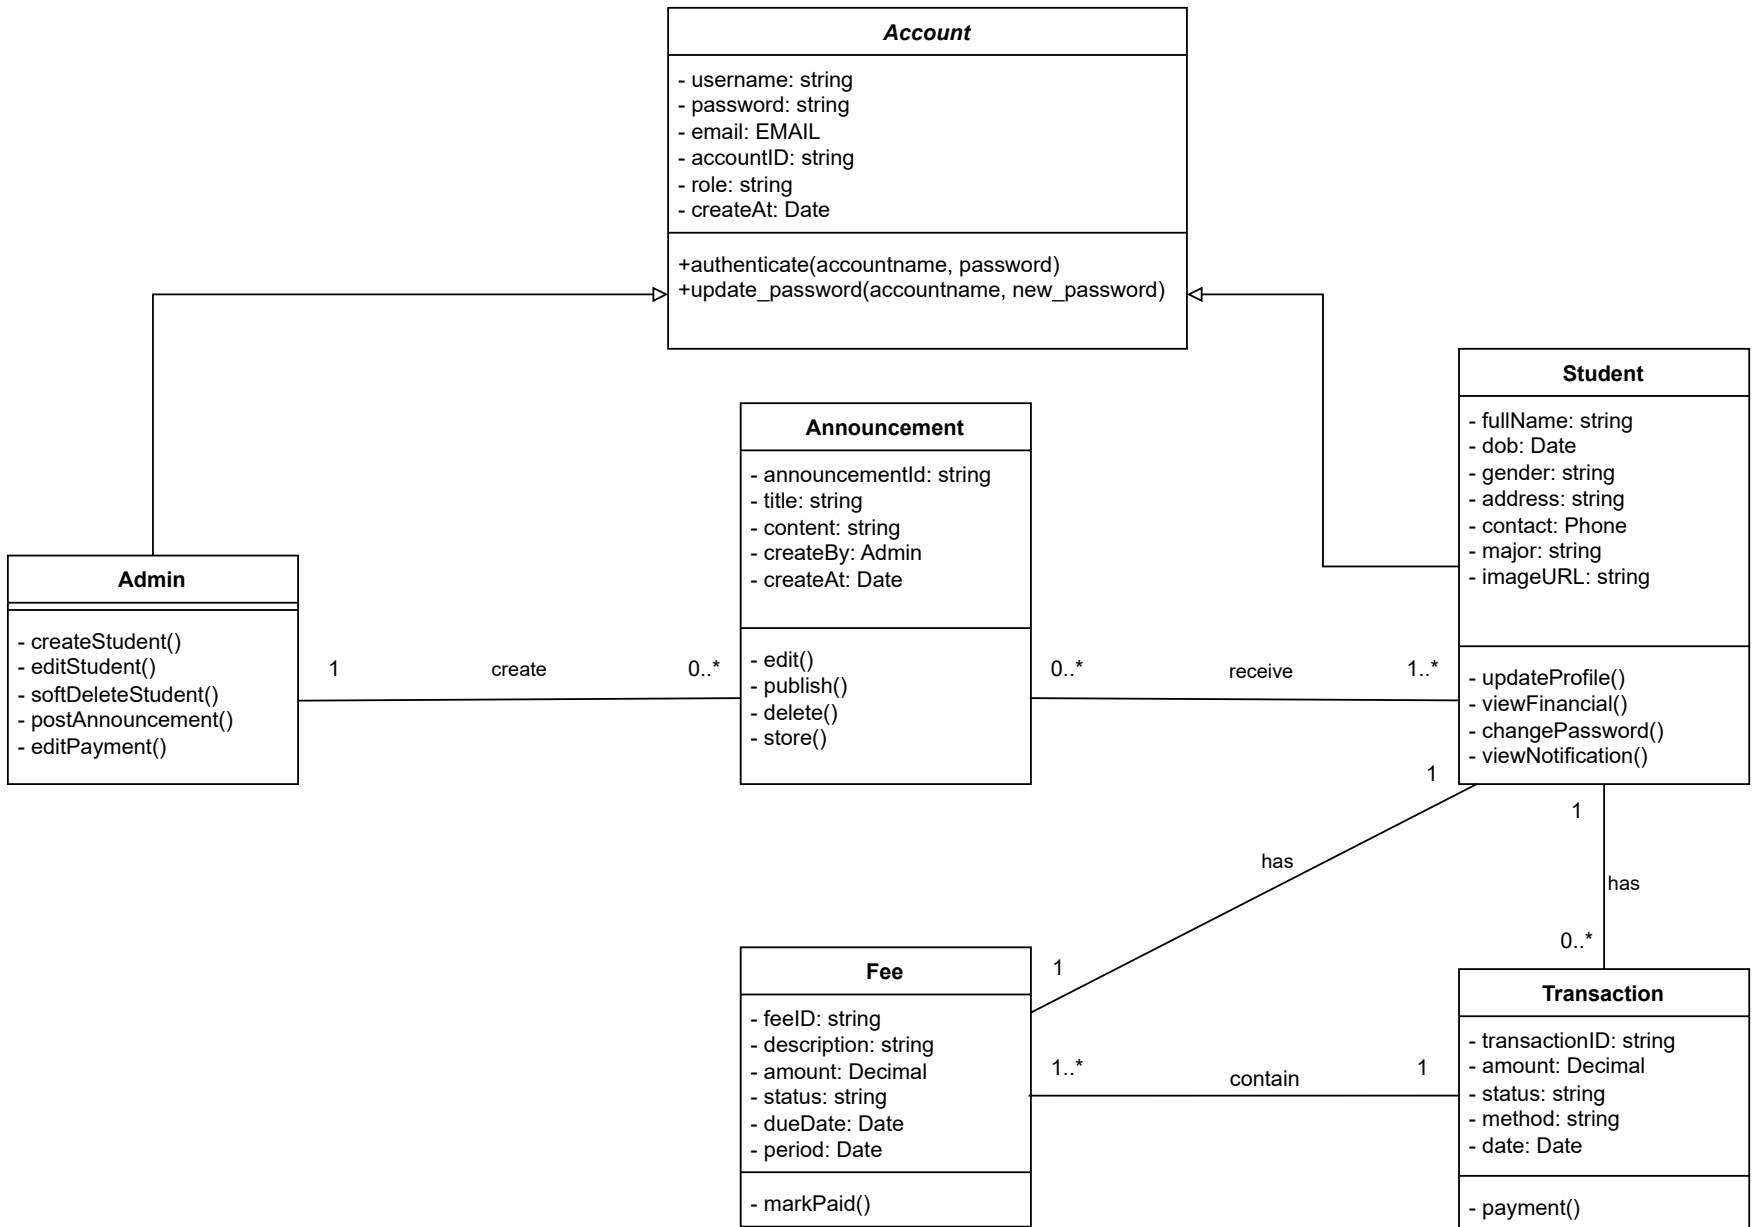 Account
- username: string
- password: string
- email: EMAIL
- accountID: string
- role: string
- createAt: Date
+authenticate(accountname, password)
+update_password(accountname, new_password)
Student
- fullName: string
- dob: Date
- gender: string
- address: string
- contact: Phone
- major: string
- imageURL: string
- updateProfile()
- viewFinancial()
- changePassword()
- viewNotification()
Announcement
- announcementId: string
- title: string
- content: string
- createBy: Admin
- createAt: Date
- edit()
- publish()
- delete()
- store()
Admin
- createStudent()
- editStudent()
- softDeleteStudent()
- postAnnouncement()
- editPayment()
1
create
0..*
0..*
receive
1..*
1
has
1
1
has
0..*
Fee
- feeID: string
- description: string
- amount: Decimal
- status: string
- dueDate: Date
- period: Date
- markPaid()
1..*
contain
1
Transaction
- transactionID: string
- amount: Decimal
- status: string
- method: string
- date: Date
- payment()